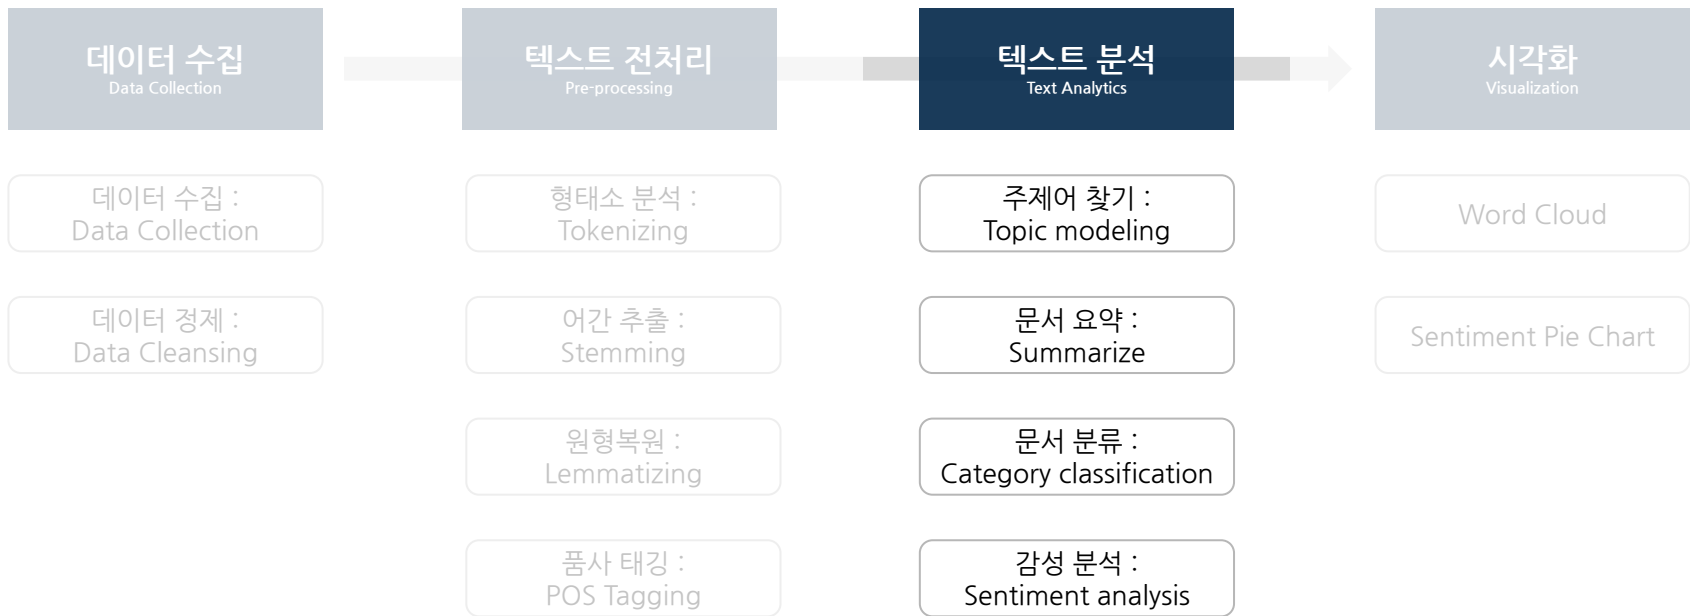 데이터 수집
Data Collection
텍스트 전처리
Pre-processing
텍스트 분석
Text Analytics
시각화
Visualization
데이터 수집 :
Data Collection
데이터 정제 :
Data Cleansing
형태소 분석 :
Tokenizing
어간 추출 :
Stemming
원형복원 :
Lemmatizing
품사 태깅 :
POS Tagging
주제어 찾기 :
Topic modeling
문서 요약 :
Summarize
문서 분류 :
Category classification
감성 분석 :
Sentiment analysis
Word Cloud
Sentiment Pie Chart